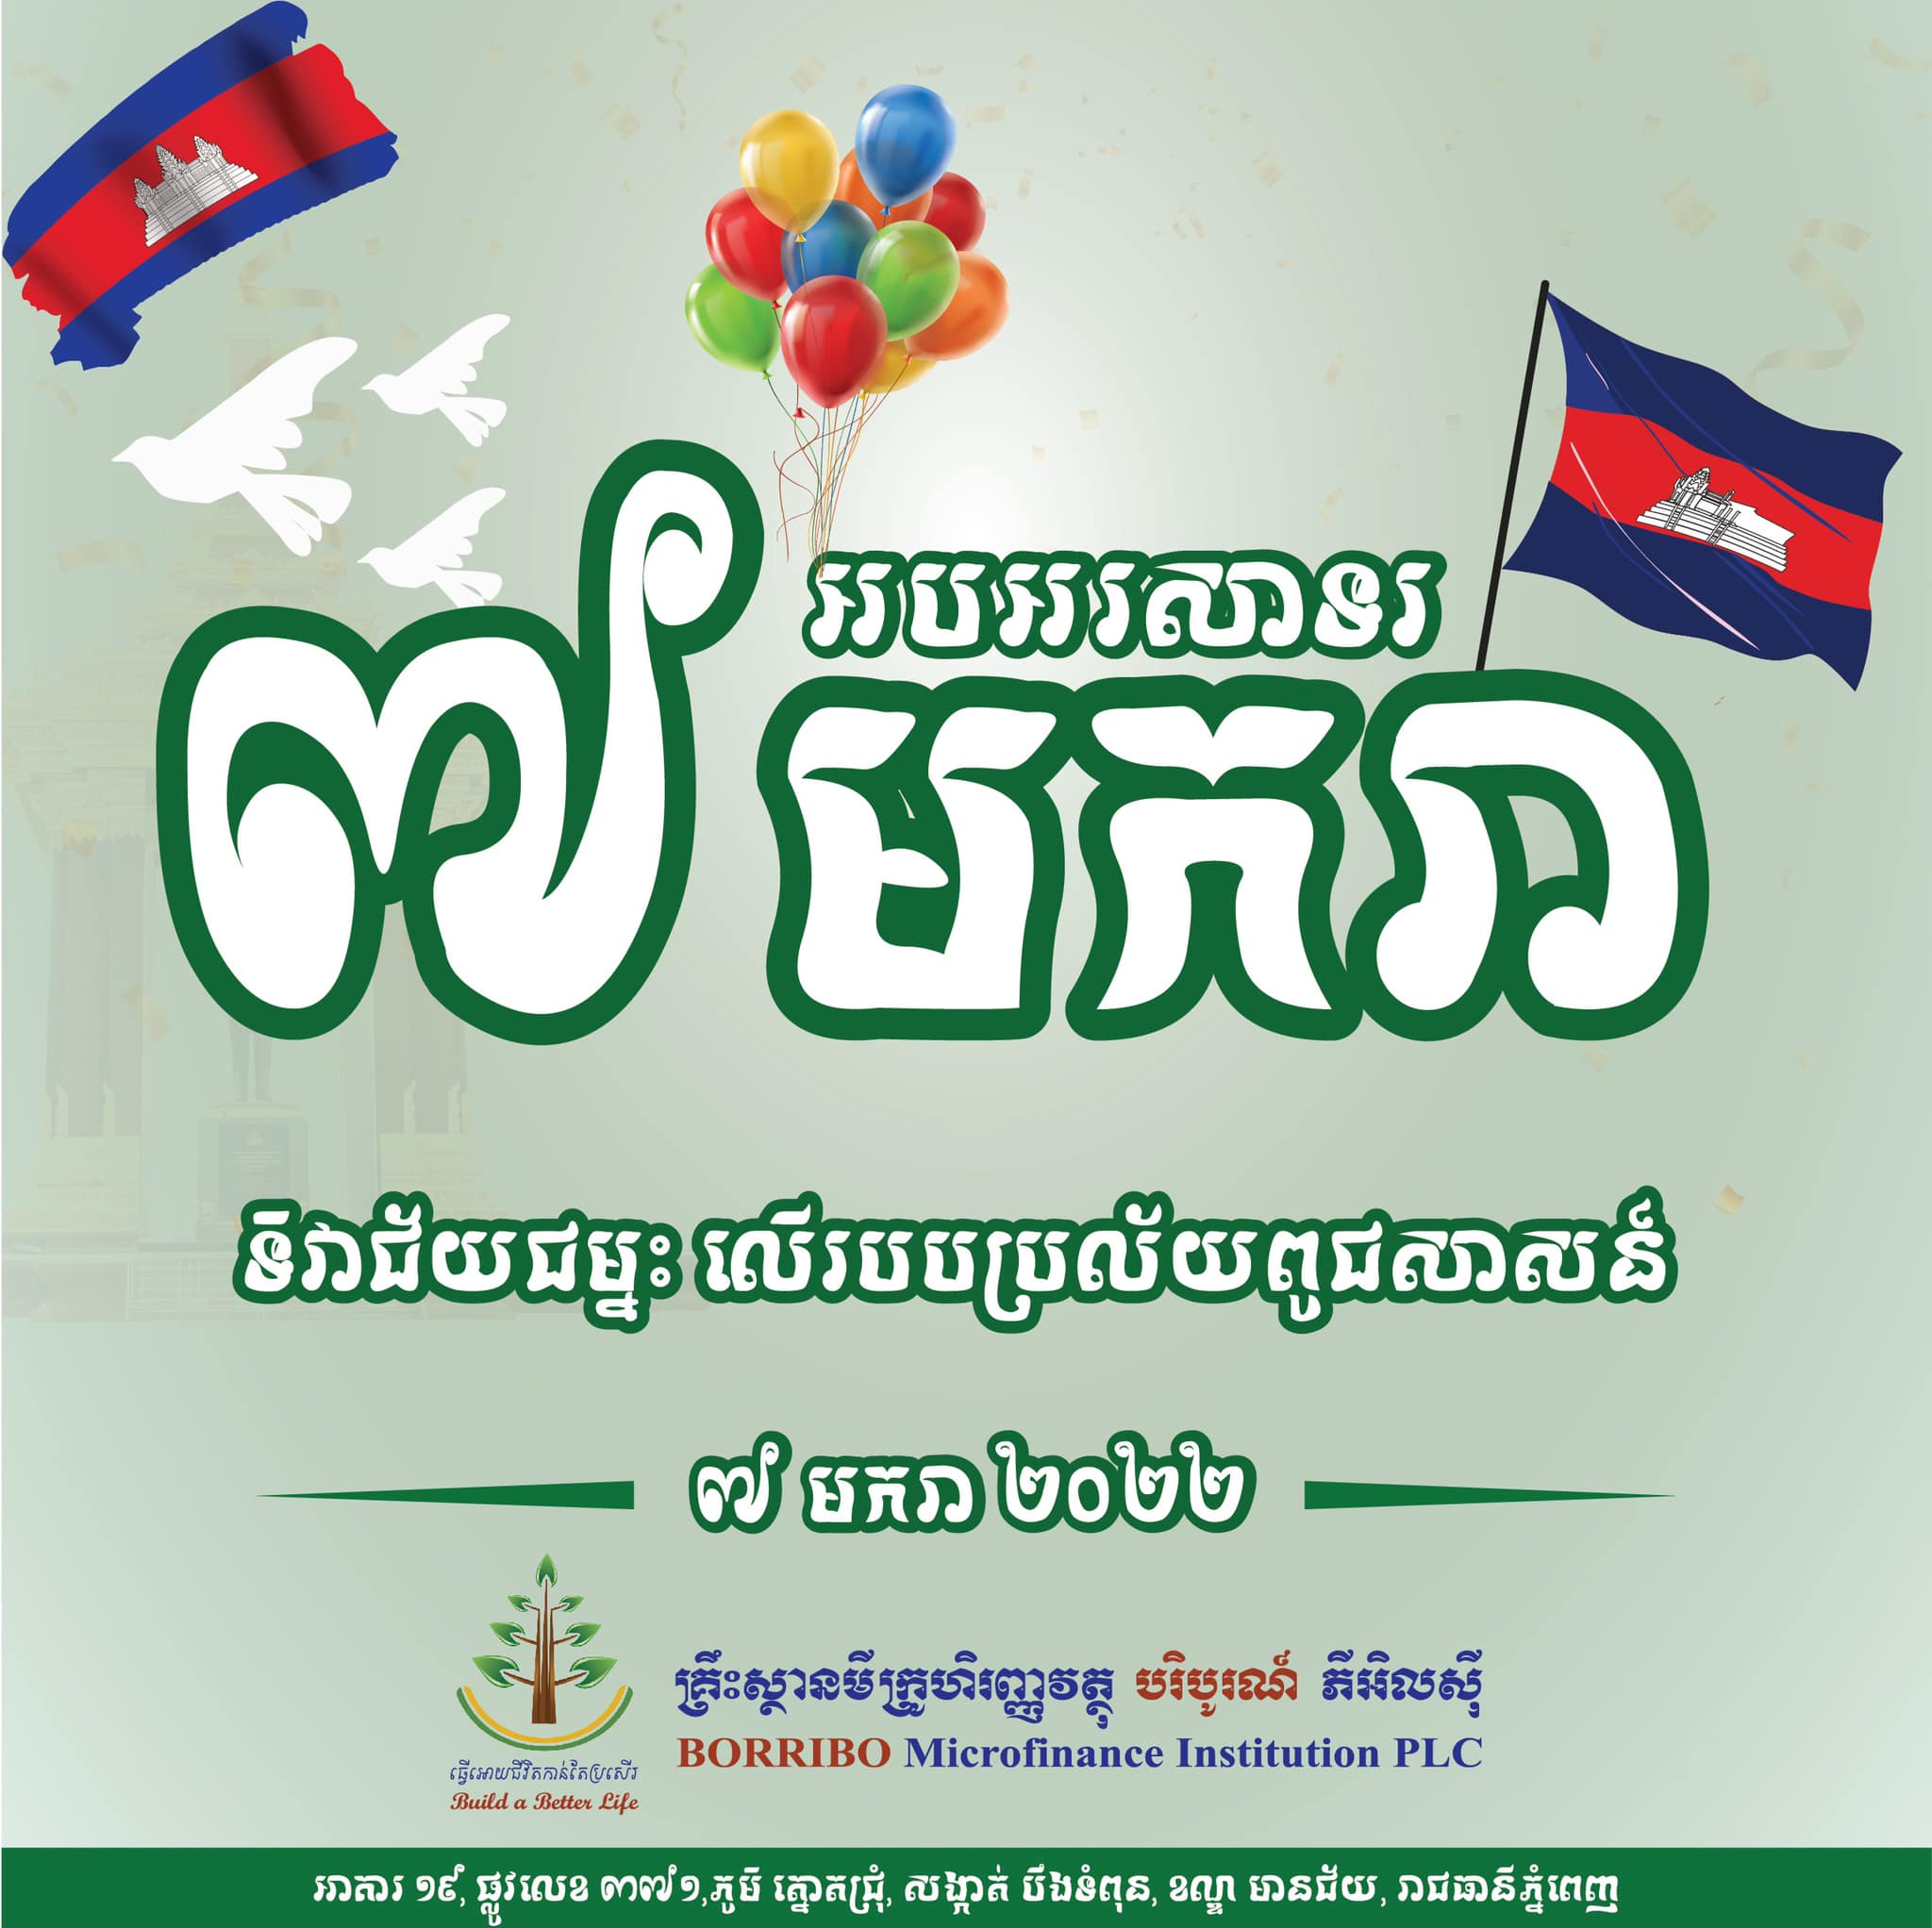 អបអរសាទរ
៧ មករា
ទិវាជ័យជម្នះ លើរបបប្រល័យពូជសាសន៍
៧ មករា ២០២២
គ្រឹះស្ថានមីក្រូហិរញ្ញវត្ថុ បរិបូរណ៍ ភីអិលស៊ី
BORRIBO Microfinance Institution PLC
ធ្វើអោយជីវិតកាន់តែប្រសើរ
Build a Better Life
អាគារ ១៩, ផ្លូវលេខ ៣៧១,ភូមិ ត្នោតជ្រុំ, សង្កាត់ បឹងទំពុន, ខណ្ឌ មានជ័យ, រាជធានីភ្នំពេញ